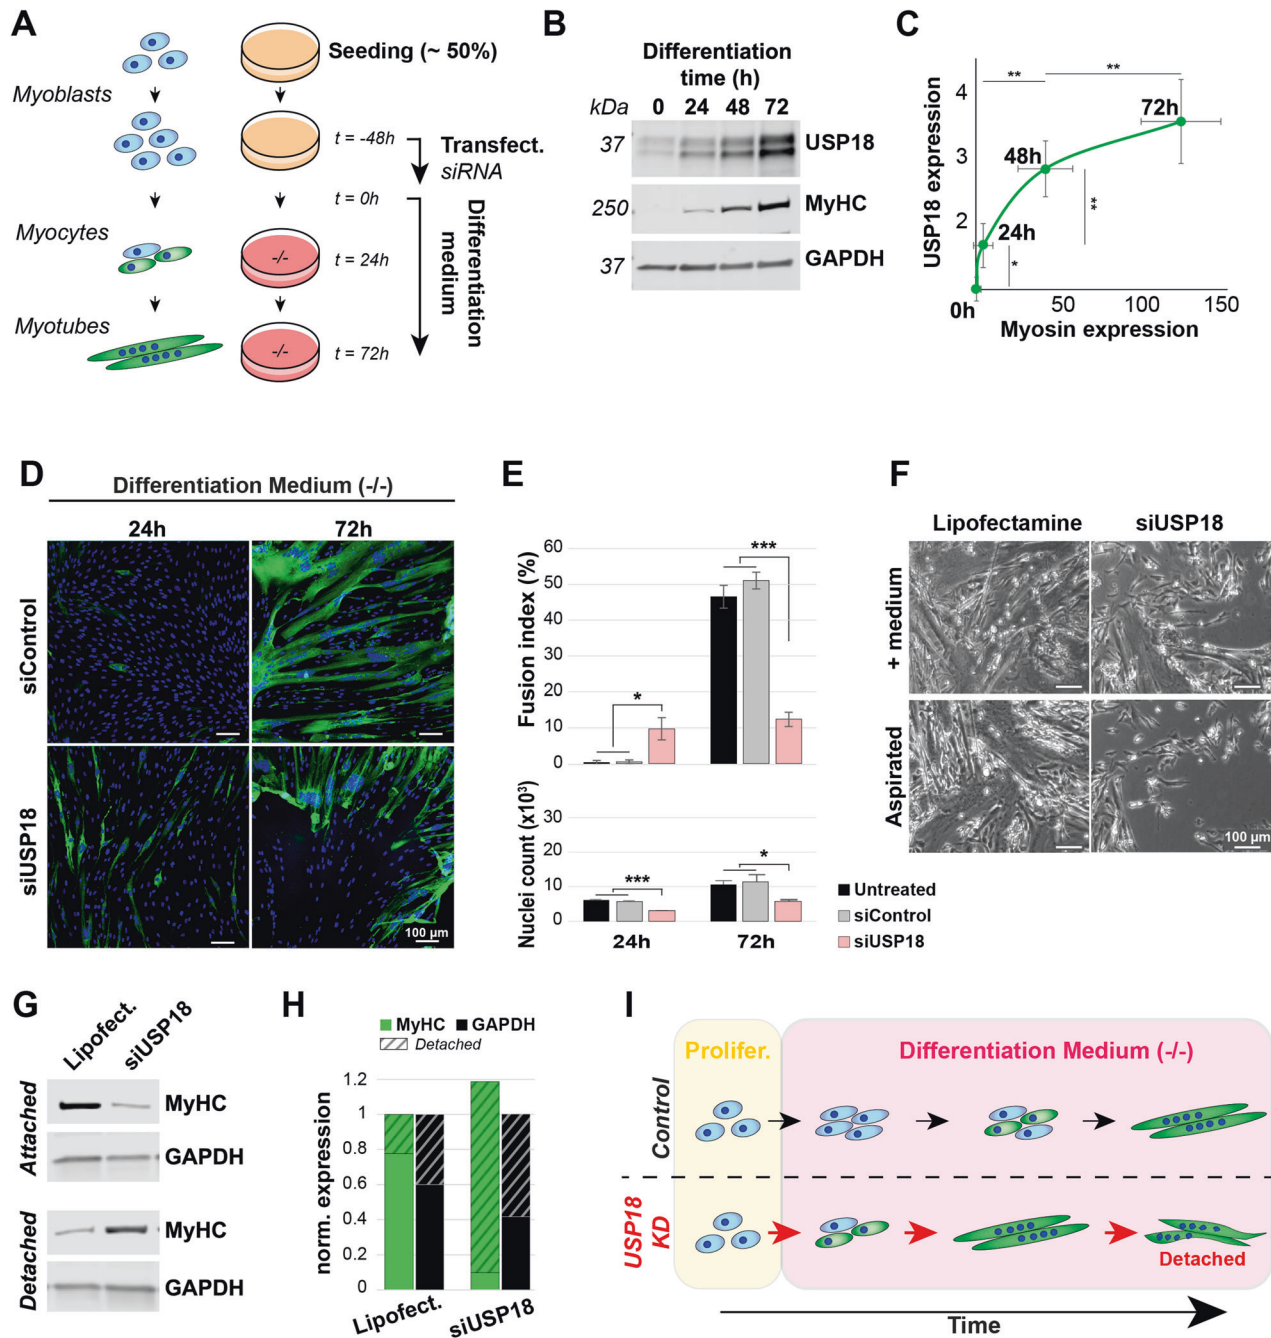 A
Seeding (~ 50%)
Myoblasts
t = -48h
Transfect.
siRNA
t = 0h
Differentiation
medium
Myocytes
-/-
t = 24h
Myotubes
-/-
t = 72h
B
Differentiation
time (h)
kDa 0 24 48 72
37 USP18
250 MyHC
37 GAPDH
C
USP18 expression
4
3
2
** **
72h
48h
**
24h
*
0h
50 100 150
Myosin expression
D
Differentiation Medium (-/-)
24h 72h
siControl
siUSP18
100 µm
E
Fusion index (%)
60
50
40
30
20
10
0
*
***
Nuclei count (x10³)
30
20
10
0
***
*
24h 72h
Untreated
siControl
siUSP18
F
Lipofectamine siUSP18
+ medium
Aspirated
100 µm
G
Lipofect. siUSP18
Attached
MyHC
GAPDH
Detached
MyHC
GAPDH
H
MyHC GAPDH
Detached
norm. expression
1.2
1
0.8
0.6
0.4
0.2
0
Lipofect. siUSP18
I
Prolifer. Differentiation Medium (-/-)
Control
USP18
KD
Detached
Time